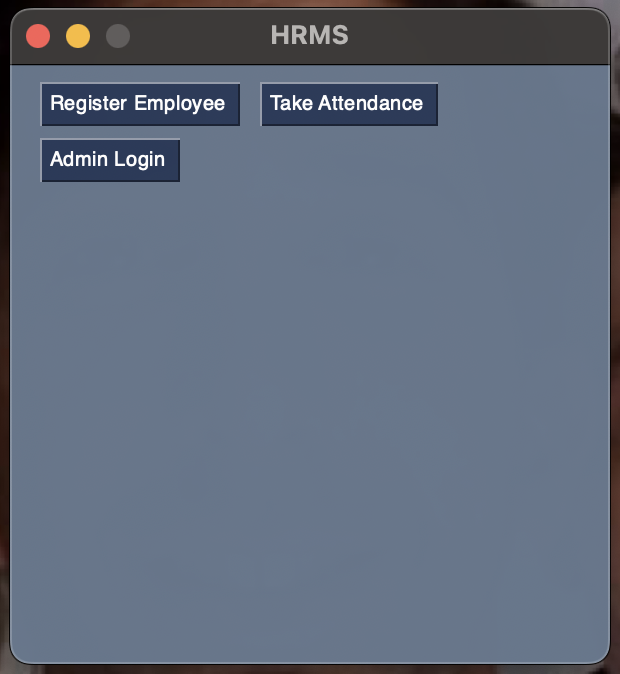 HRMS
Register Employee Take Attendance
Admin Login